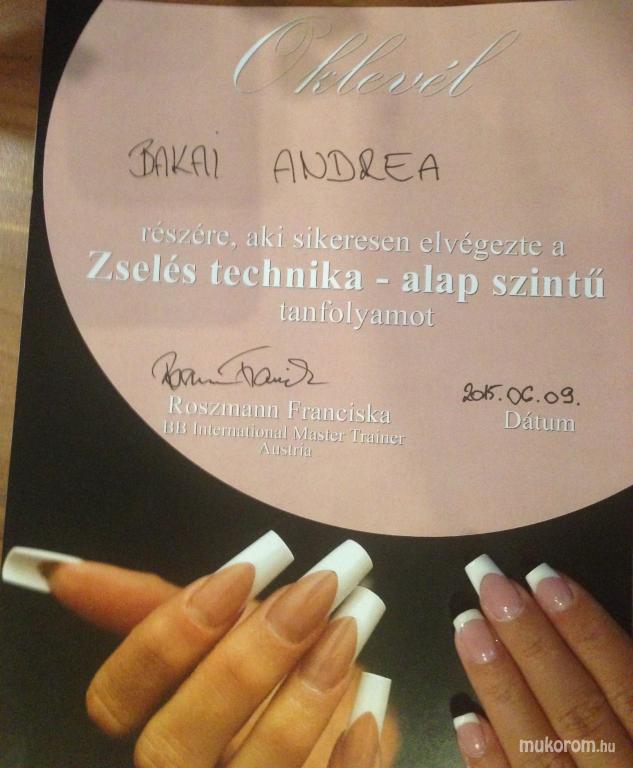 Oklevél
BAKAI ANDREA
részére, aki sikeresen elvégezte a
Zselés technika - alap szintű
tanfolyamot
2015.06.09.
Roszmann Franciska
Dátum
BB International Master Trainer
Austria
mukorom.hu